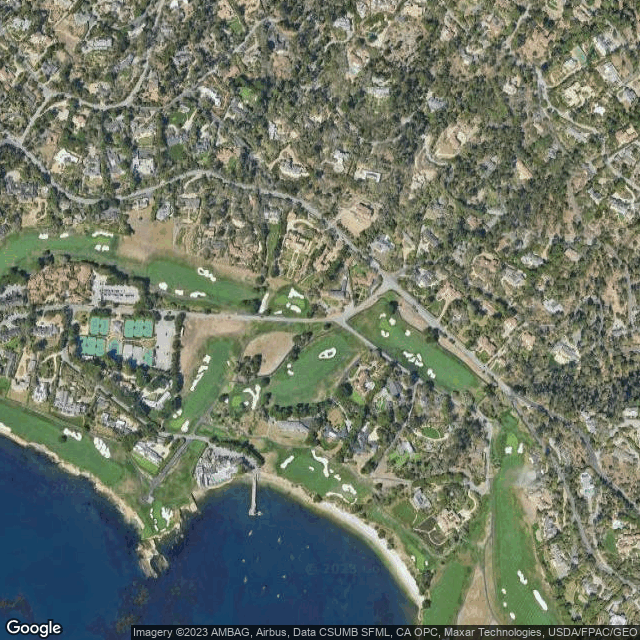 Google
Imagery ©2023 AMBAG, Airbus, Data CSUMB SFML, CA OPC, Maxar Technologies, USDA/FPAC/GEO